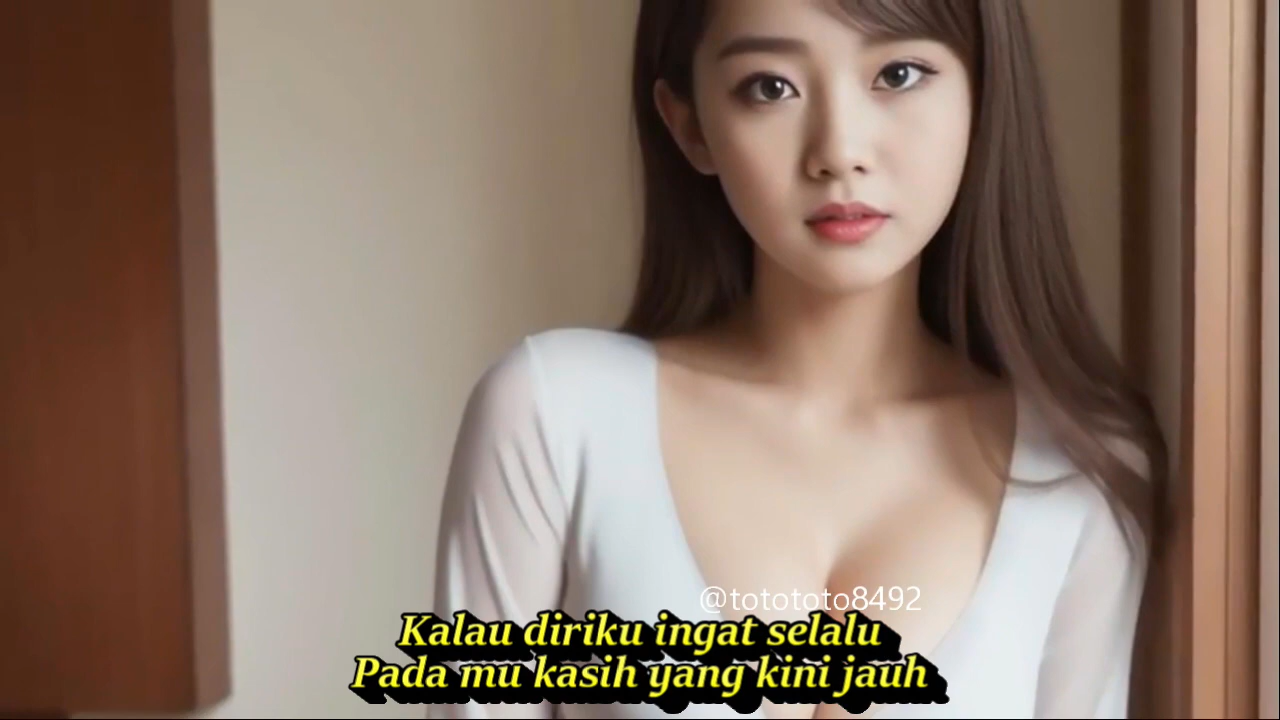 @totototo8492
Kalau diriku ingat selalu
Pada mu kasih yang kini jauh